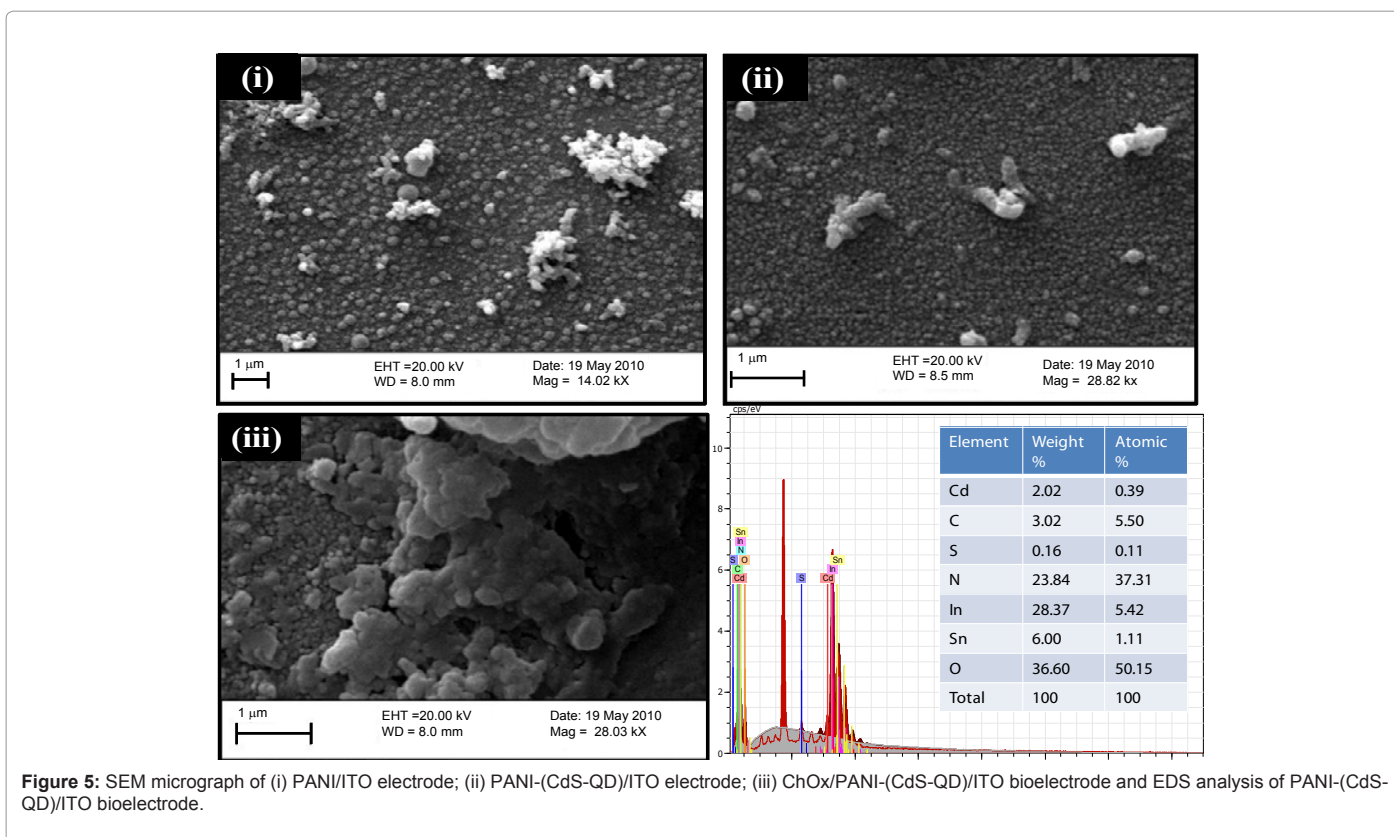 (i)
1 μm
EHT =20.00 kV
WD = 8.0 mm
Date: 19 May 2010
Mag = 14.02 kX
(ii)
1 μm
EHT =20.00 kV
WD = 8.5 mm
Date: 19 May 2010
Mag = 28.82 kx
(iii)
1 μm
EHT =20.00 kV
WD = 8.0 mm
Date: 19 May 2010
Mag = 28.03 kX
cps/eV
10
8
6
4
2
0
Sn
In
N
S O
C
Cd
S
Sn
In
Cd
Element Weight % Atomic %
Cd 2.02 0.39
C 3.02 5.50
S 0.16 0.11
N 23.84 37.31
In 28.37 5.42
Sn 6.00 1.11
O 36.60 50.15
Total 100 100
Figure 5: SEM micrograph of (i) PANI/ITO electrode; (ii) PANI-(CdS-QD)/ITO electrode; (iii) ChOx/PANI-(CdS-QD)/ITO bioelectrode and EDS analysis of PANI-(CdS-
QD)/ITO bioelectrode.